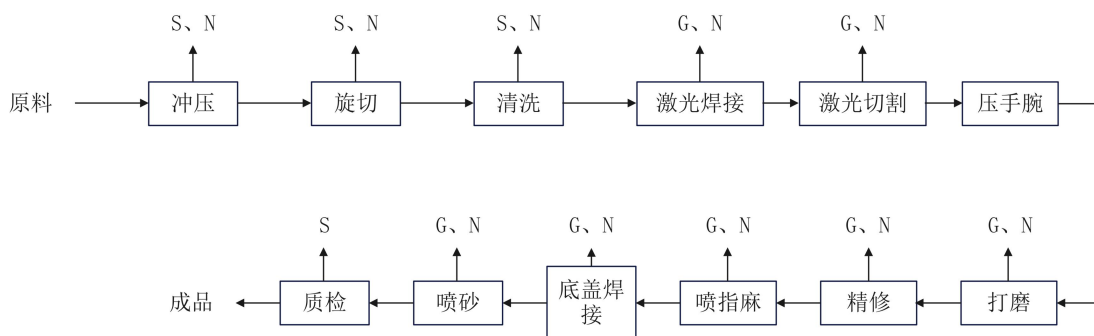 S、N S、N S、N G、N G、N
原料 冲压 旋切 清洗 激光焊接 激光切割 压手腕
S G、N G、N G、N G、N G、N
成品 质检 喷砂 底盖焊 喷指麻 精修 打磨
接